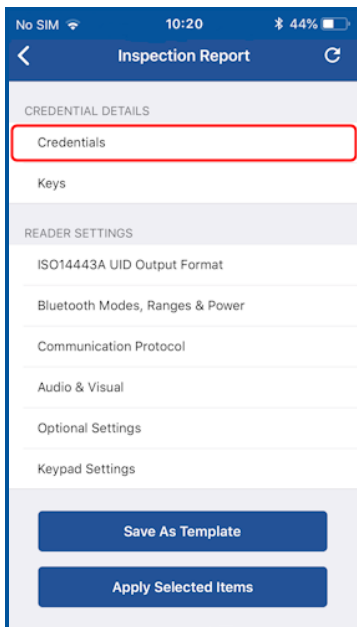 No SIM 10:20 44%
Inspection Report
CREDENTIAL DETAILS
Credentials
Keys
READER SETTINGS
ISO14443A UID Output Format
Bluetooth Modes, Ranges & Power
Communication Protocol
Audio & Visual
Optional Settings
Keypad Settings
Save As Template
Apply Selected Items